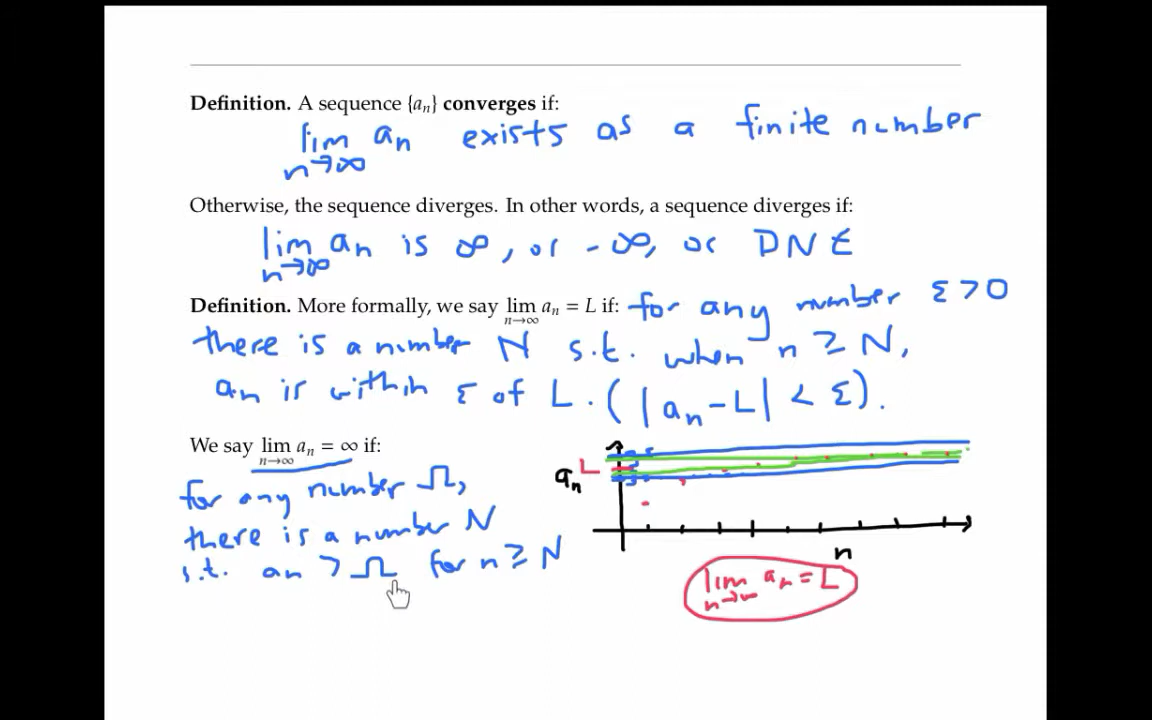 Definition. A sequence {aₙ} converges if:
lim aₙ exists as a finite number
n→∞
Otherwise, the sequence diverges. In other words, a sequence diverges if:
lim aₙ is ∞, or -∞, or DNE
n→∞
Definition. More formally, we say lim aₙ = L if: for any number ε > 0
n→∞
there is a number N s.t. when n ≥ N,
aₙ is within ε of L. (|aₙ - L| < ε).
We say lim aₙ = ∞ if:
n→∞
for any number Ω,
there is a number N
s.t. aₙ > Ω for n ≥ N
L
aₙ
n
lim aₙ = L
n→∞